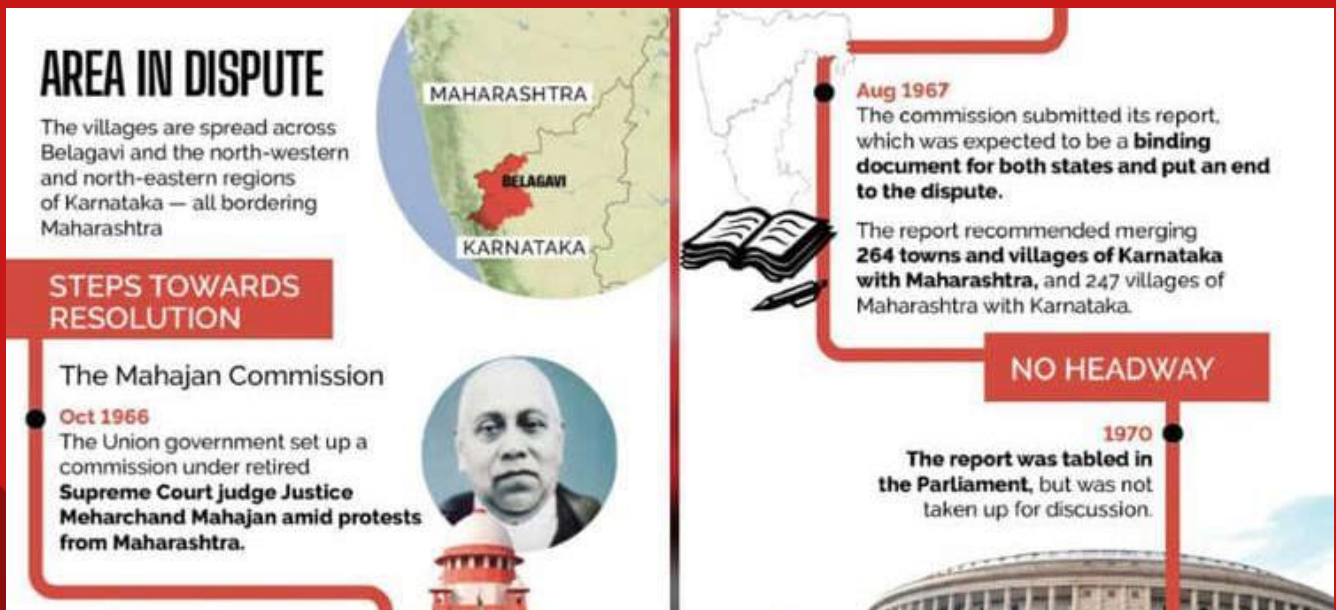 AREA IN DISPUTE
The villages are spread across
Belagavi and the north-western
and north-eastern regions
of Karnataka — all bordering
Maharashtra
MAHARASHTRA
BELAGAVI
KARNATAKA
STEPS TOWARDS
RESOLUTION
The Mahajan Commission
Oct 1966
The Union government set up a
commission under retired
Supreme Court judge Justice
Meharchand Mahajan amid protests
from Maharashtra.
Aug 1967
The commission submitted its report,
which was expected to be a binding
document for both states and put an end
to the dispute.
The report recommended merging
264 towns and villages of Karnataka
with Maharashtra, and 247 villages of
Maharashtra with Karnataka.
NO HEADWAY
1970
The report was tabled in
the Parliament, but was not
taken up for discussion.